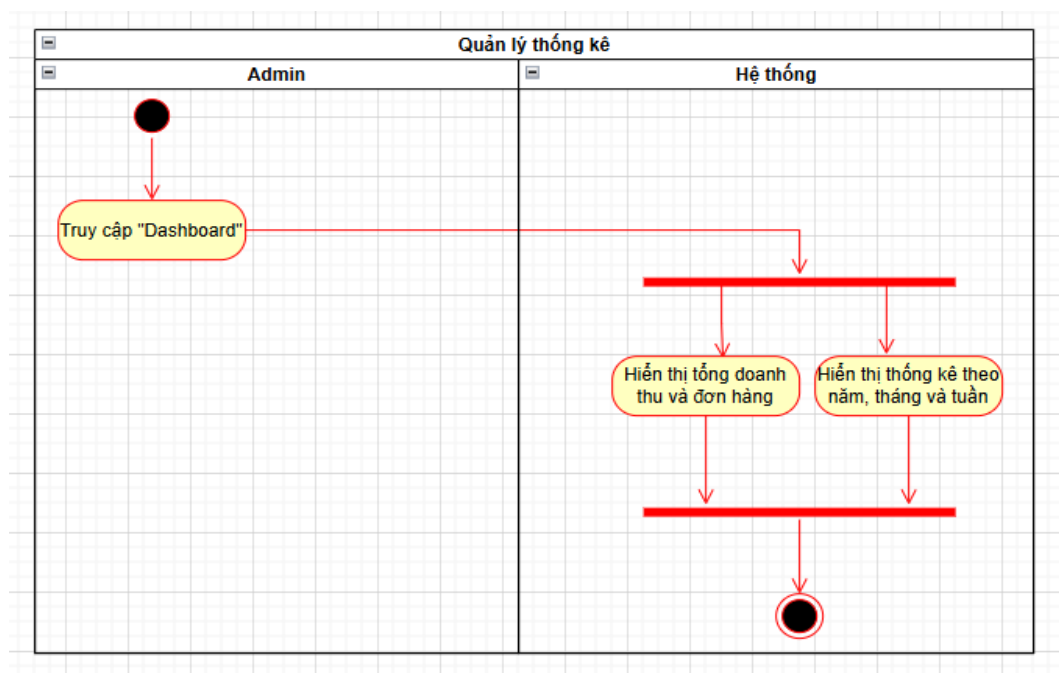 Quản lý thống kê
Admin
Hệ thống
Truy cập "Dashboard"
Hiển thị tổng doanh
thu và đơn hàng
Hiển thị thống kê theo
năm, tháng và tuần